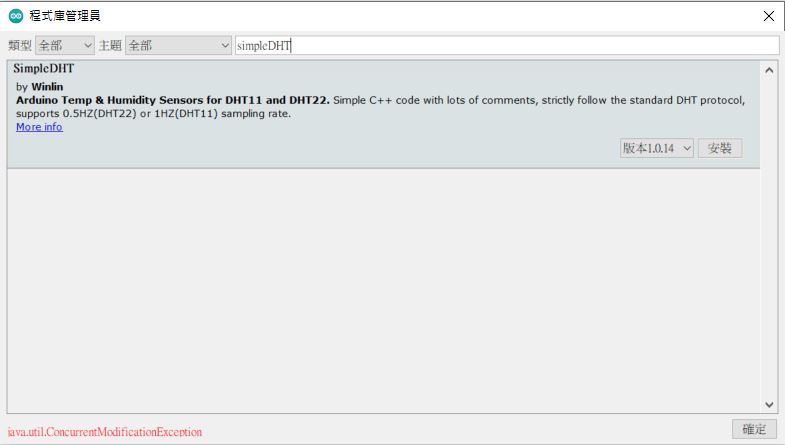 程式庫管理員
類型 全部 主題 全部 simpleDHT
SimpleDHT
by Winlin
Arduino Temp & Humidity Sensors for DHT11 and DHT22. Simple C++ code with lots of comments, strictly follow the standard DHT protocol,
supports 0.5HZ(DHT22) or 1HZ(DHT11) sampling rate.
More info
版本1.0.14 安裝
java.util.ConcurrentModificationException
確定